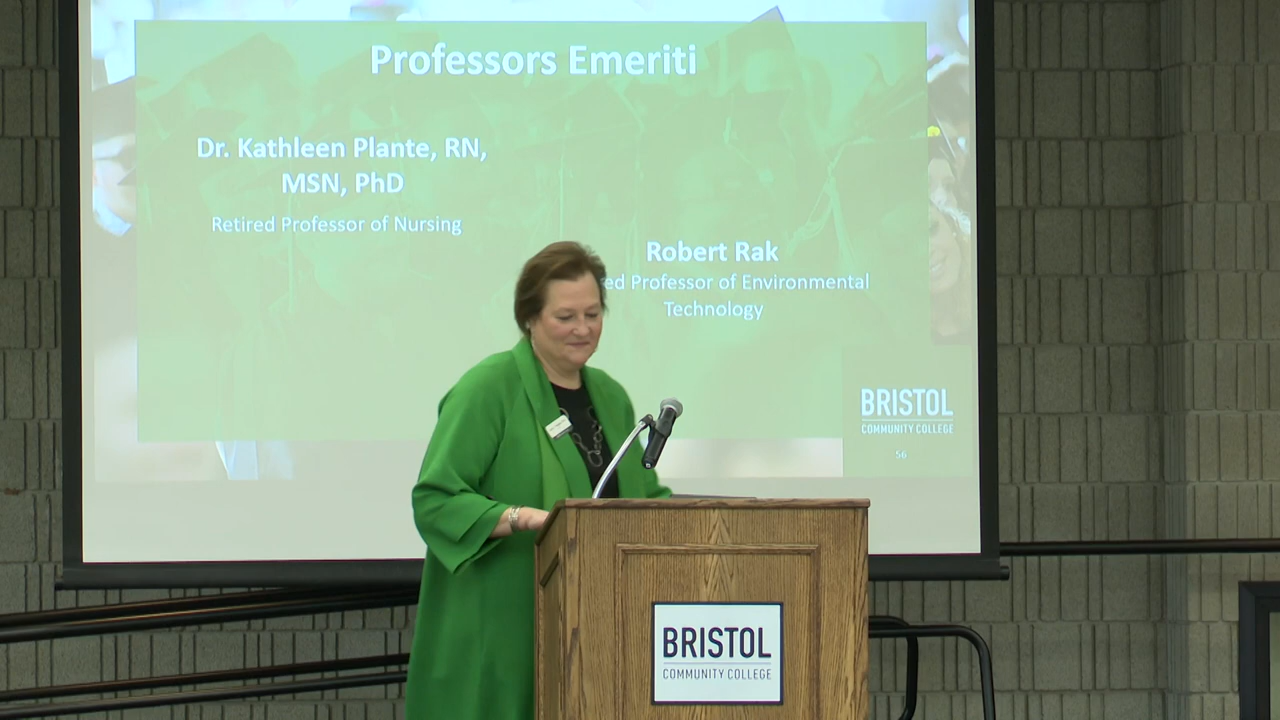 Professors Emeriti
Dr. Kathleen Plante, RN,
MSN, PhD
Retired Professor of Nursing
Robert Rak
ed Professor of Environmental
Technology
BRISTOL
COMMUNITY COLLEGE
56
BRISTOL
COMMUNITY COLLEGE